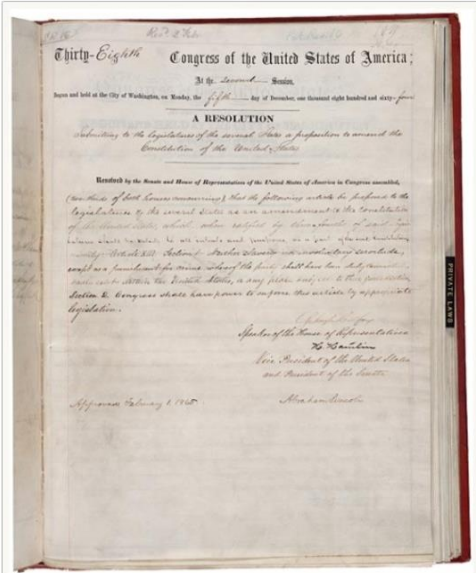 Thirty-Eighth Congress of the United States of America;
At the second Session,
Begun and held at the City of Washington, on Monday, the fifth day of December, one thousand eight hundred and sixty-four
A RESOLUTION
Submitting to the legislatures of the several States a proposition to amend the
Constitution of the United States
Resolved by the Senate and House of Representatives of the United States of America in Congress assembled,
(two thirds of both houses concurring,) that the following article be proposed to the
legislatures of the several States as an amendment to the Constitution
of the United States, which, when ratified by three fourths of said
shall be valid, to all intents and purposes, as a part of
Article XIII. Section 1. Neither slavery nor involuntary servitude,
except as a punishment for crime whereof the party shall have been duly
shall exist within the United States, or any place subject to their jurisdiction.
Section 2. Congress shall have power to enforce this article by appropriate
legislation.
Speaker of the House of Representatives
H. Hamlin
Vice President of the United States
and President of the Senate
Approved February 1. 1865.
Abraham Lincoln
PRIVATE LAWS